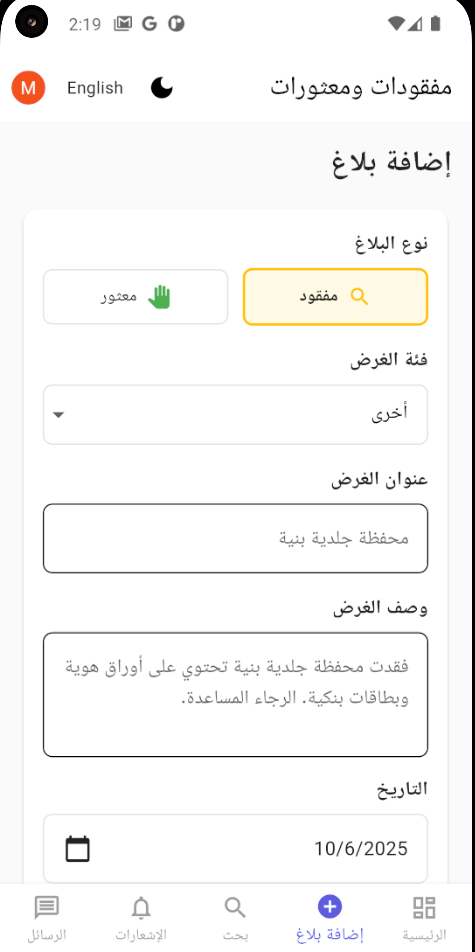 2:19
مفقودات ومعثورات
English
M
إضافة بلاغ
نوع البلاغ
مفقود
معثور
فئة الغرض
أخرى
عنوان الغرض
محفظة جلدية بنية
وصف الغرض
فقدت محفظة جلدية بنية تحتوي على أوراق هوية
وبطاقات بنكية. الرجاء المساعدة.
التاريخ
10/6/2025
الرئيسية
إضافة بلاغ
بحث
الإشعارات
الرسائل